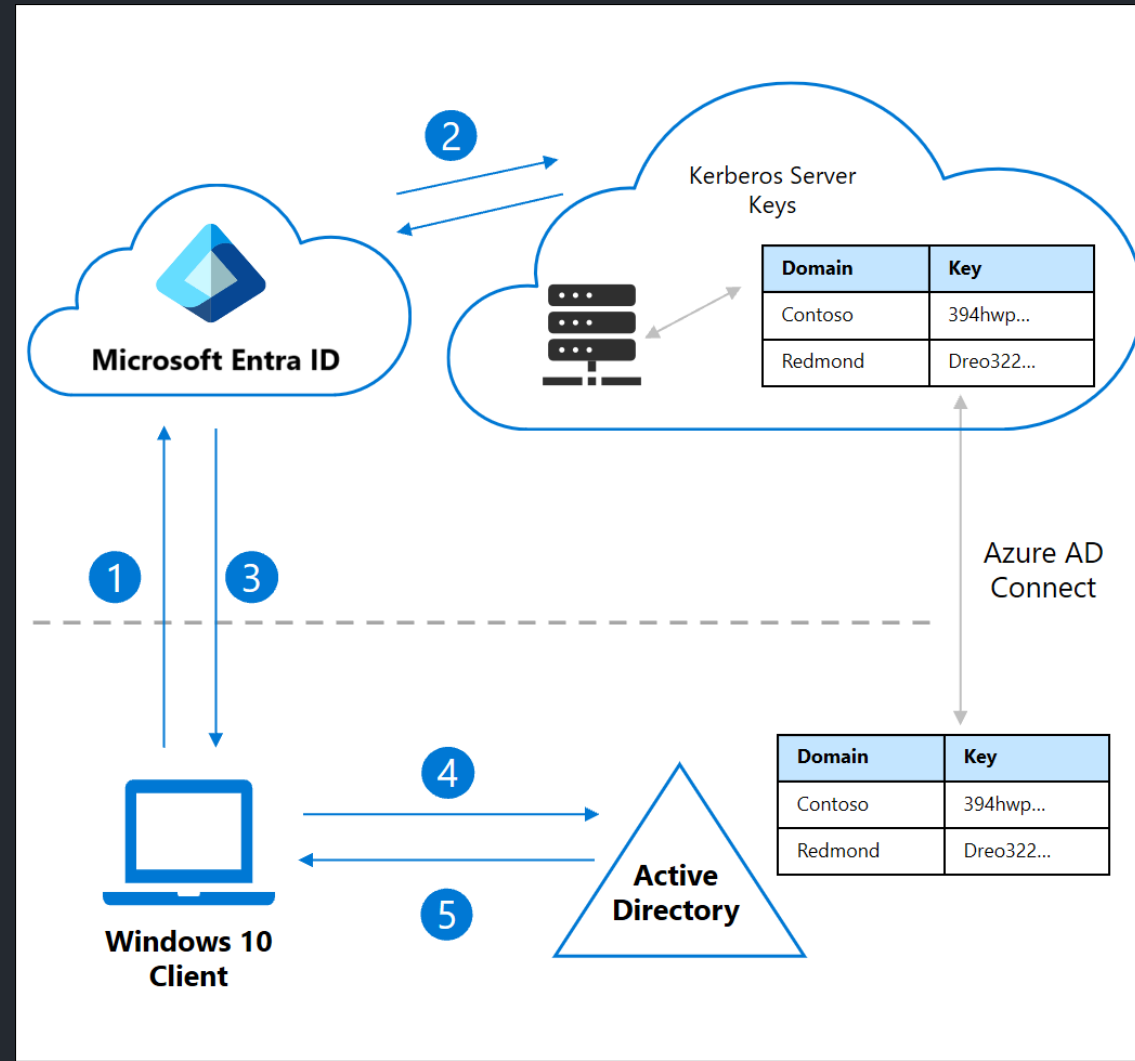 2
Kerberos Server
Keys
Domain Key
Contoso 394hwp...
Redmond Dreo322...
Microsoft Entra ID
1
3
Azure AD
Connect
4
5
Domain Key
Contoso 394hwp...
Redmond Dreo322...
Active
Directory
Windows 10
Client